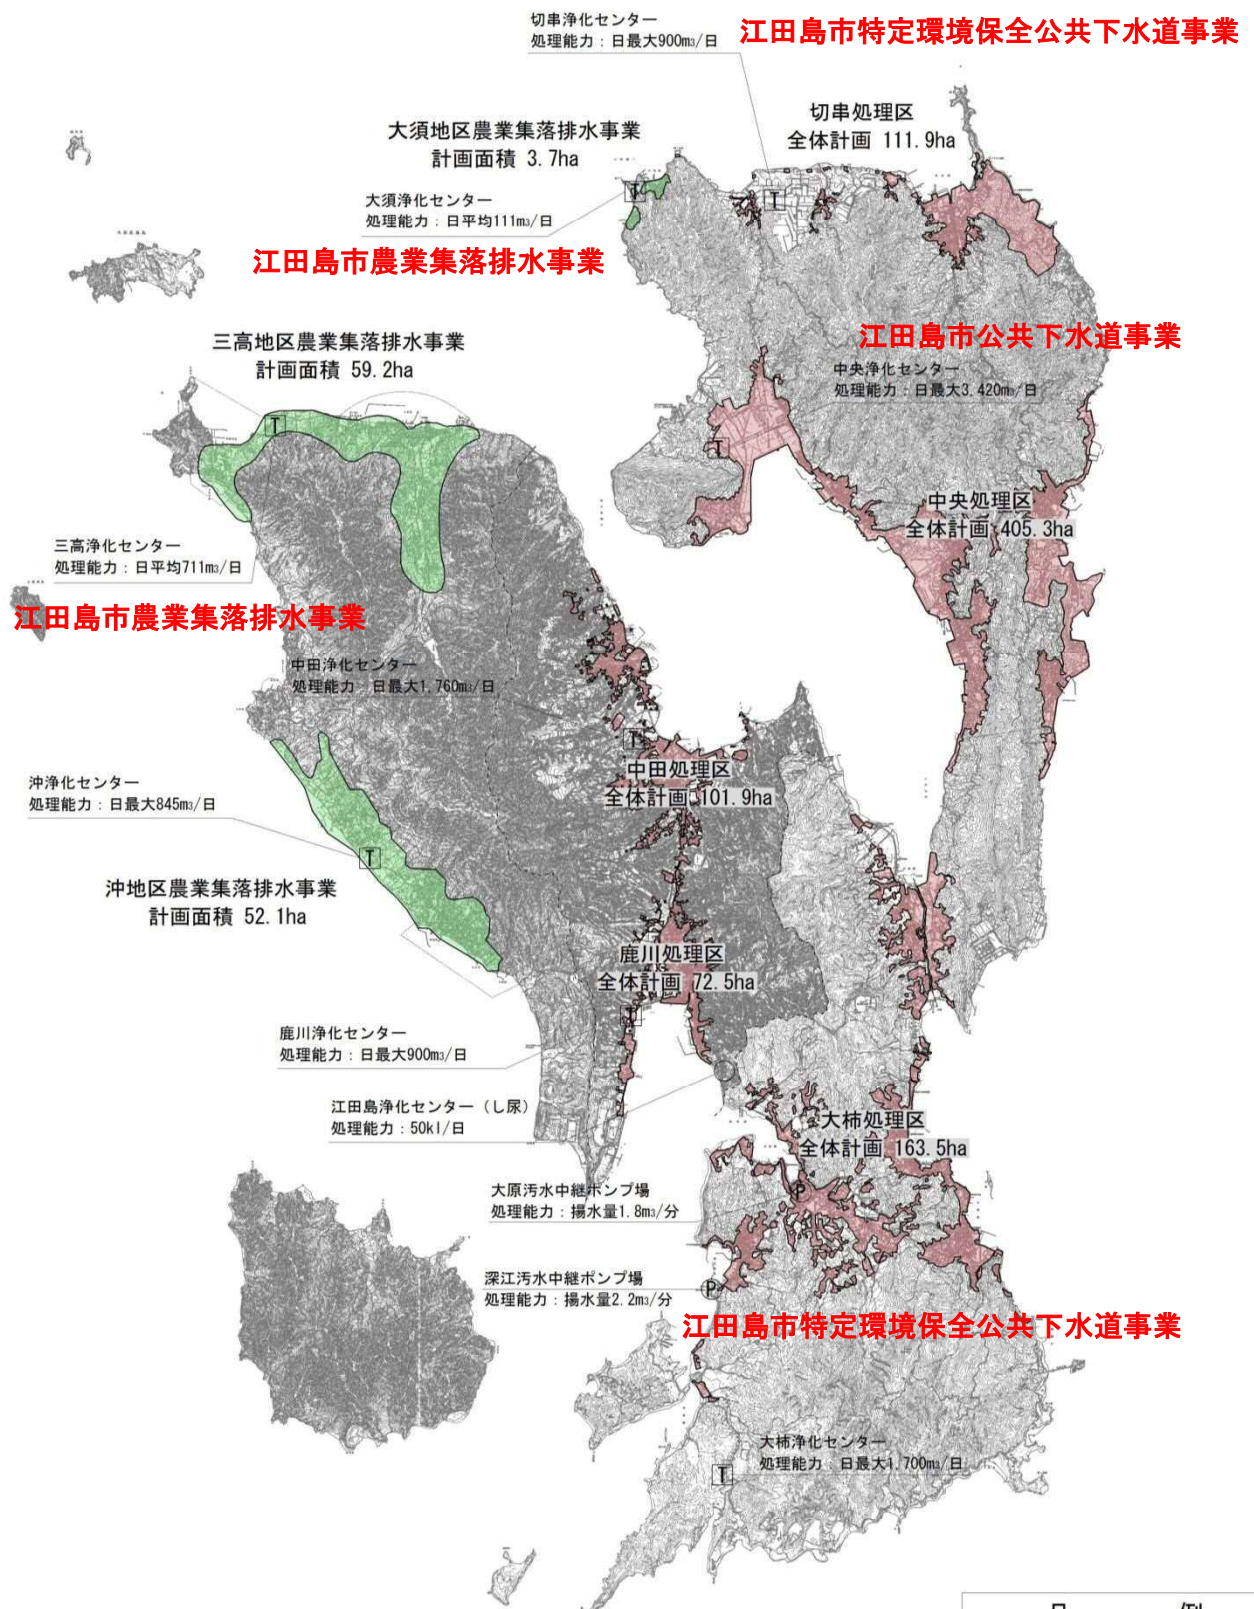 切串浄化センター
処理能力：日最大900m3/日
江田島市特定環境保全公共下水道事業
切串処理区
全体計画 111.9ha
大須地区農業集落排水事業
計画面積 3.7ha
大須浄化センター
処理能力：日平均111m3/日
T
T
江田島市農業集落排水事業
三高地区農業集落排水事業
計画面積 59.2ha
江田島市公共下水道事業
中央浄化センター
処理能力：日最大3,420m3/日
T
T
中央処理区
全体計画 405.3ha
三高浄化センター
処理能力：日平均711m3/日
江田島市農業集落排水事業
中田浄化センター
処理能力：日最大1,760m3/日
T
中田処理区
全体計画 101.9ha
沖浄化センター
処理能力：日最大845m3/日
T
沖地区農業集落排水事業
計画面積 52.1ha
鹿川処理区
全体計画 72.5ha
T
鹿川浄化センター
処理能力：日最大900m3/日
江田島浄化センター（し尿）
処理能力：50kl/日
大柿処理区
全体計画 163.5ha
大原汚水中継ポンプ場
処理能力：揚水量1.8m3/分
P
深江汚水中継ポンプ場
処理能力：揚水量2.2m3/分
P
江田島市特定環境保全公共下水道事業
大柿浄化センター
処理能力：日最大1,700m3/日
T